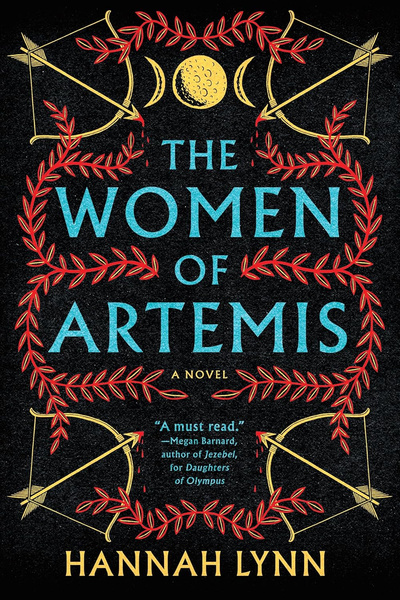 THE
WOMEN
OF
ARTEMIS
A NOVEL
“A must read.”
—Megan Barnard,
author of Jezebel,
for Daughters
of Olympus
HANNAH LYNN